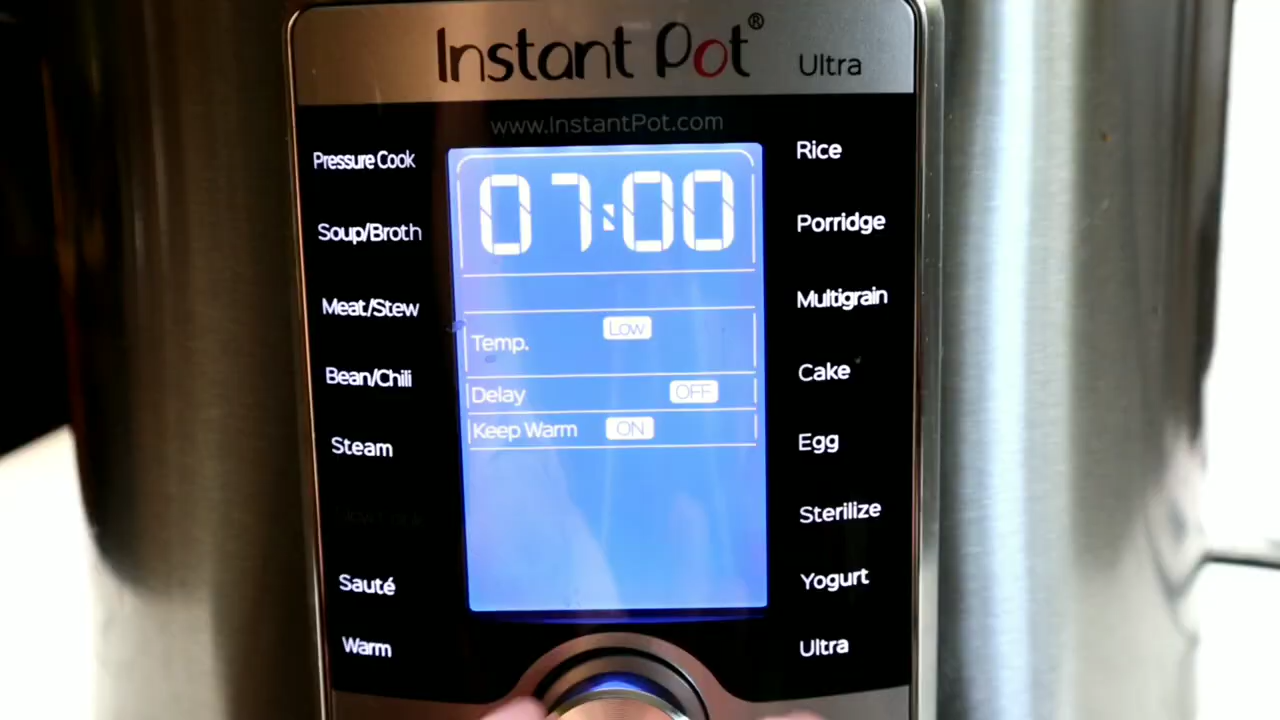 Instant Pot® Ultra
www.InstantPot.com
Pressure Cook
Soup/Broth
Meat/Stew
Bean/Chili
Steam
Sauté
Warm
07:00
Temp. Low
Delay OFF
Keep Warm ON
Rice
Porridge
Multigrain
Cake
Egg
Sterilize
Yogurt
Ultra